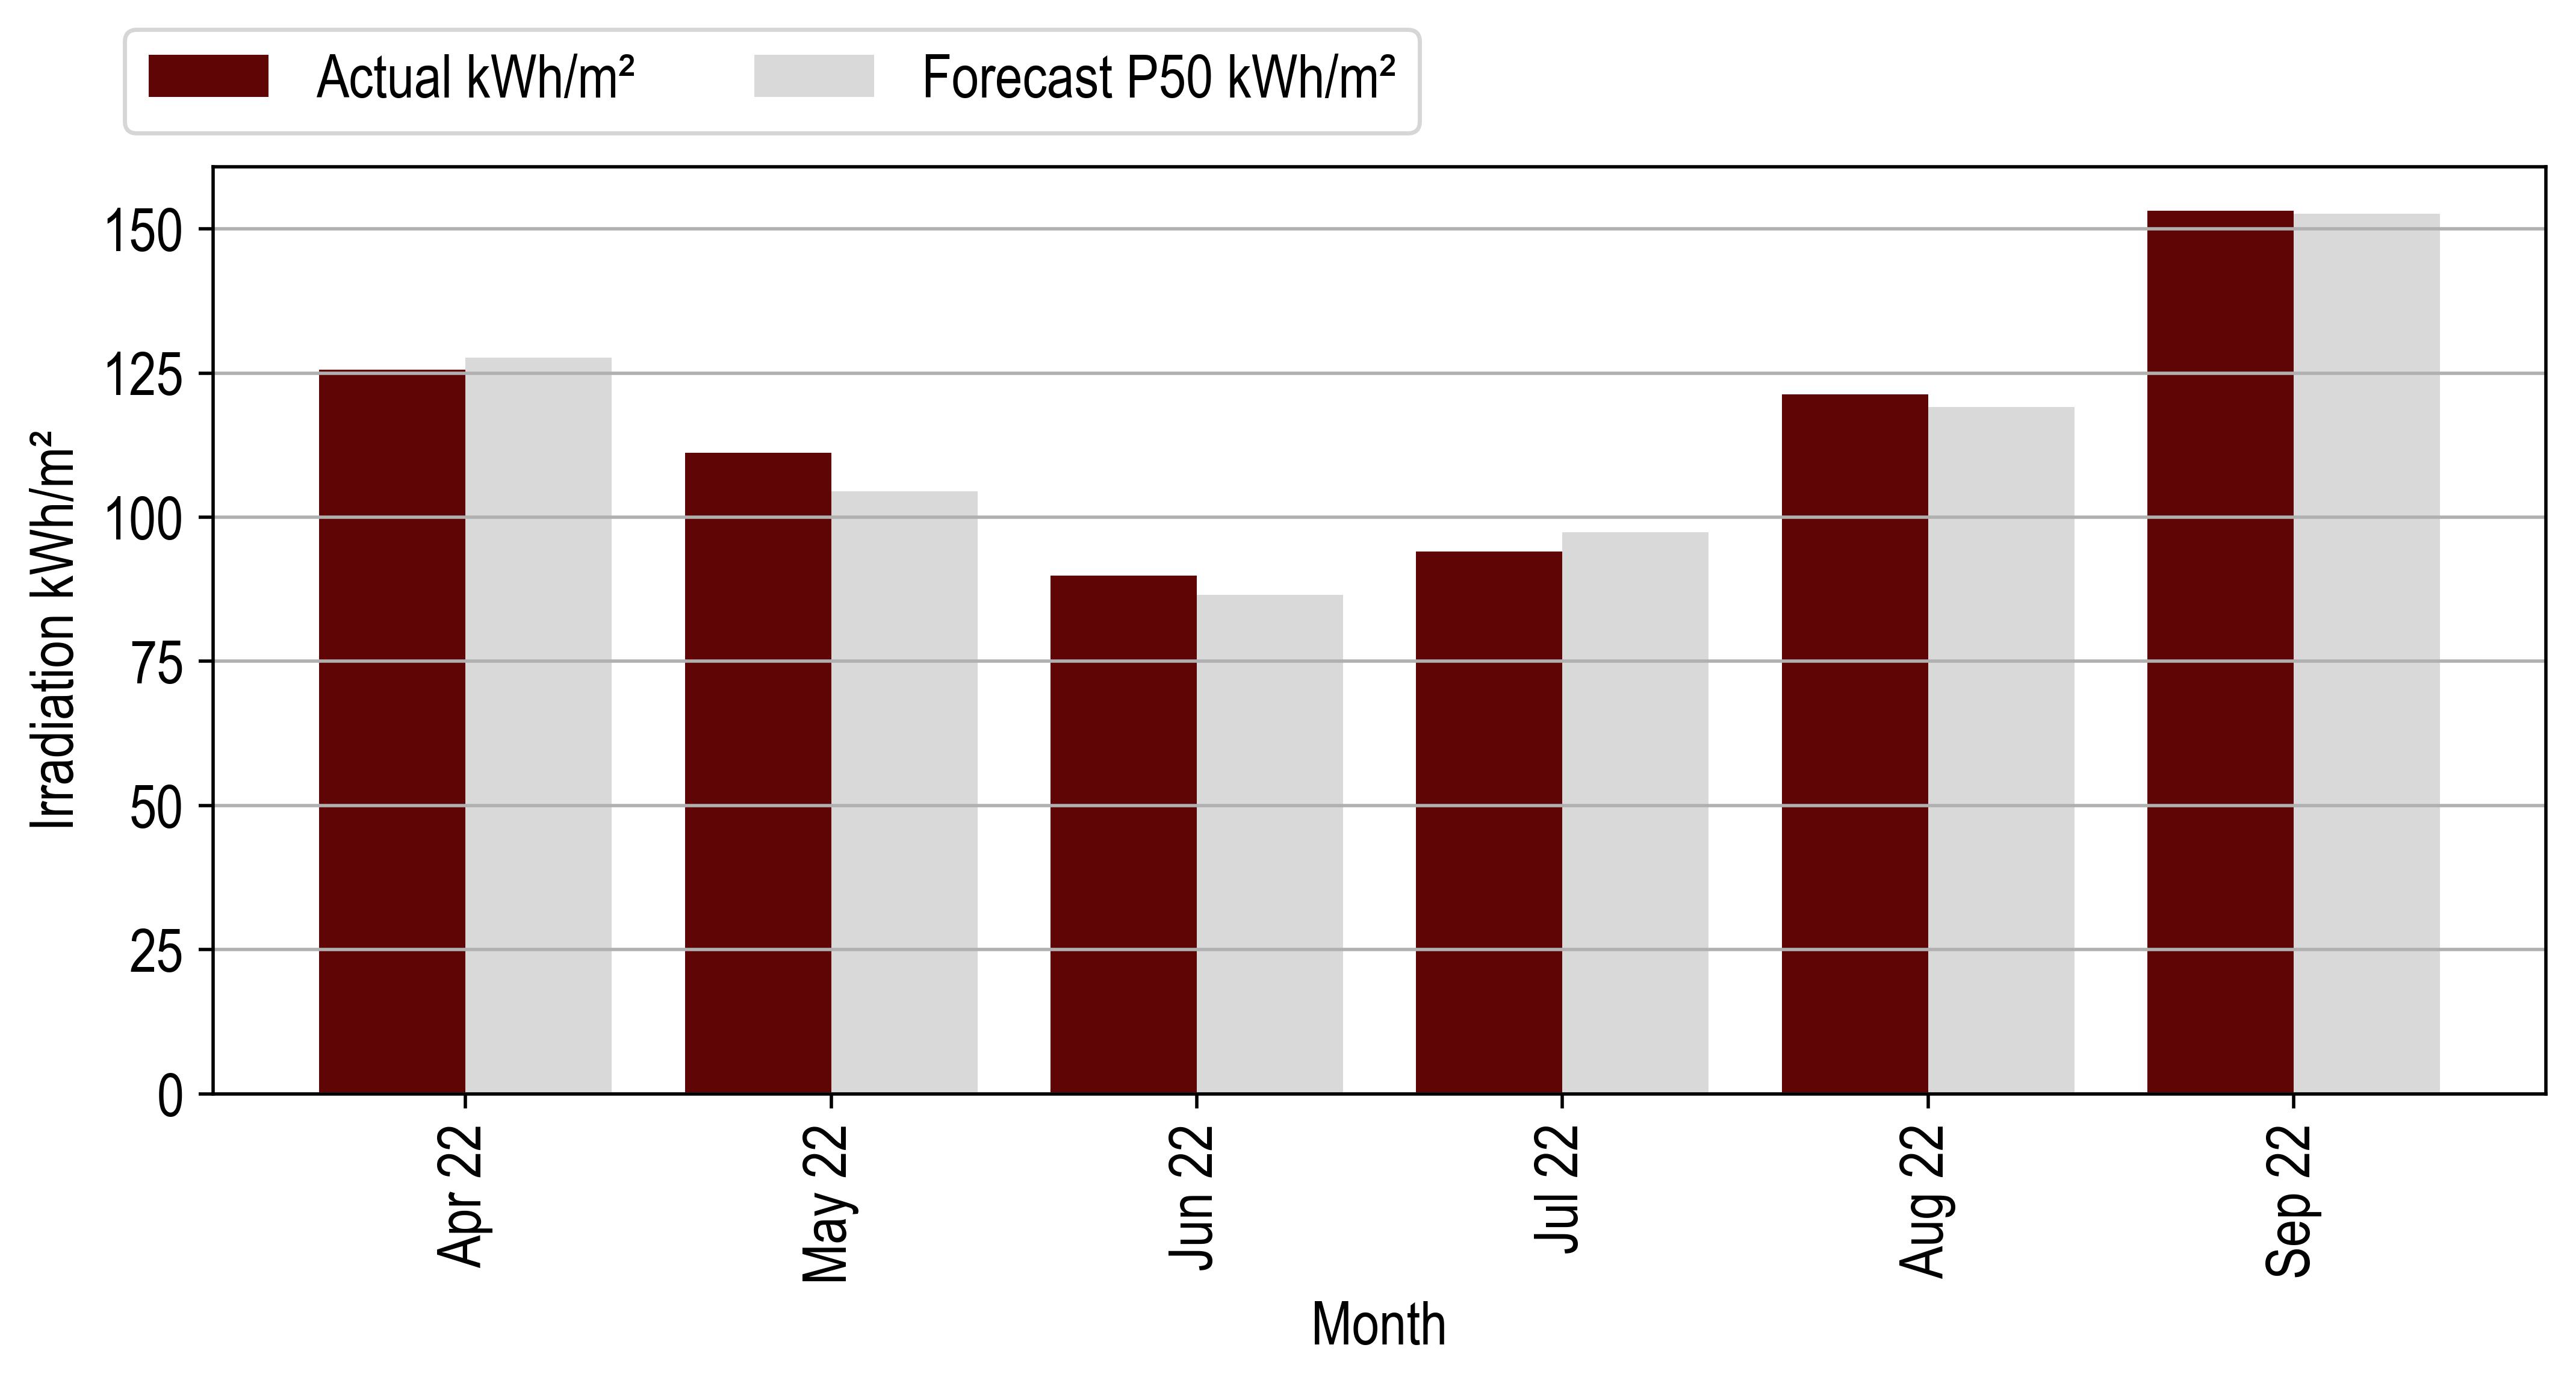 Actual kWh/m²
Forecast P50 kWh/m²
Irradiation kWh/m²
150
125
100
75
50
25
0
Apr 22
May 22
Jun 22
Jul 22
Aug 22
Sep 22
Month